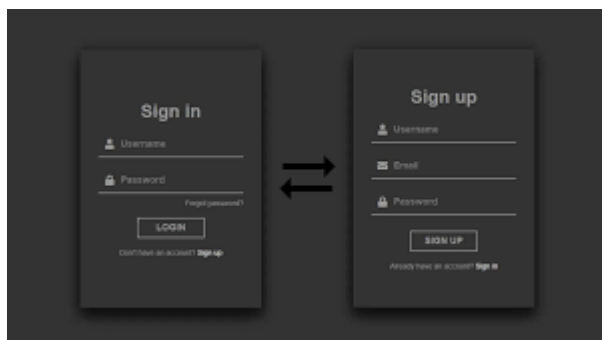 Sign in
Username
Password
Forgot password?
LOGIN
Don't have an account? Sign up
Sign up
Username
Email
Password
SIGN UP
Already have an account? Sign in